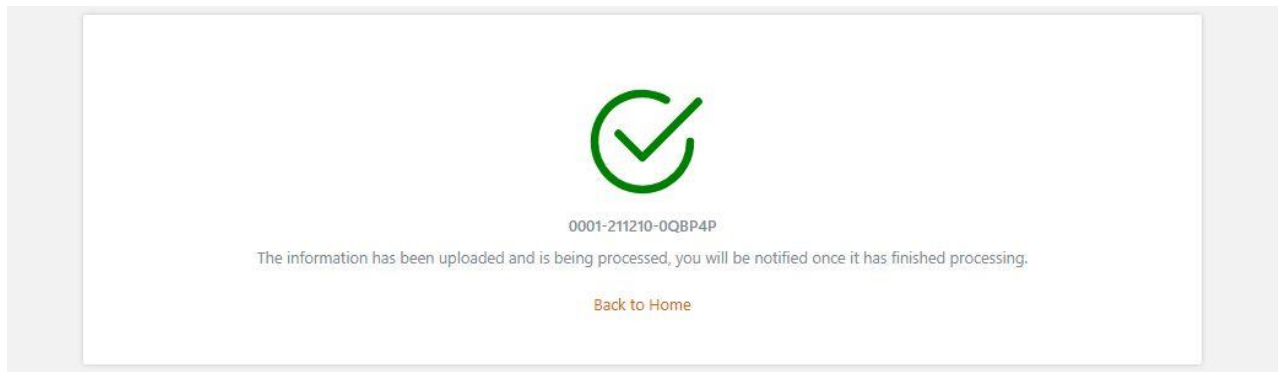 0001-211210-0QBP4P
The information has been uploaded and is being processed, you will be notified once it has finished processing.
Back to Home